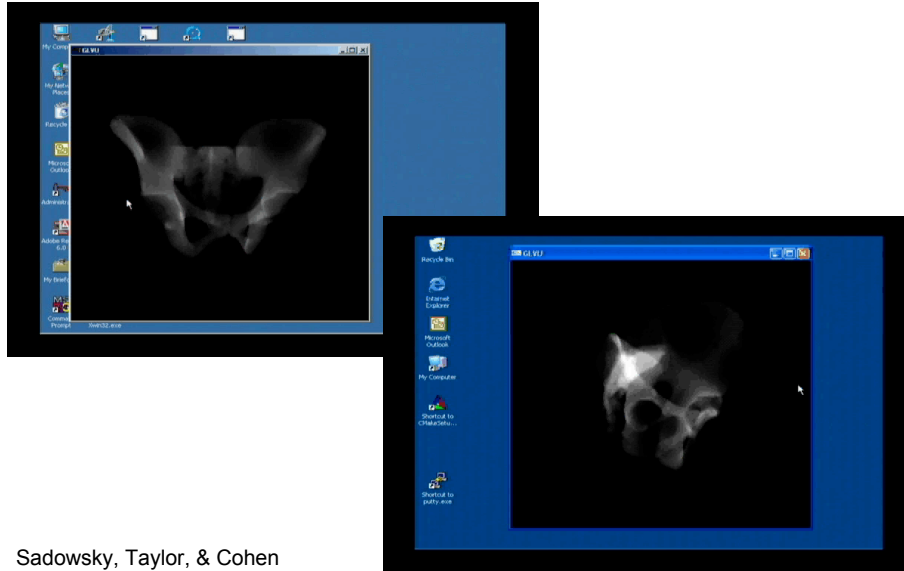 My Comp
GLVU
My Netw
Places
Recycle
Microso
Outloo
Administra
Adobe Re
6.0
My Briefc
Comma
Prompt
Xwin32.exe
Recycle Bin
GLVU
Internet
Explorer
Microsoft
Outlook
My Computer
Shortcut to
CMakeSetu...
Shortcut to
putty.exe
Sadowsky, Taylor, & Cohen